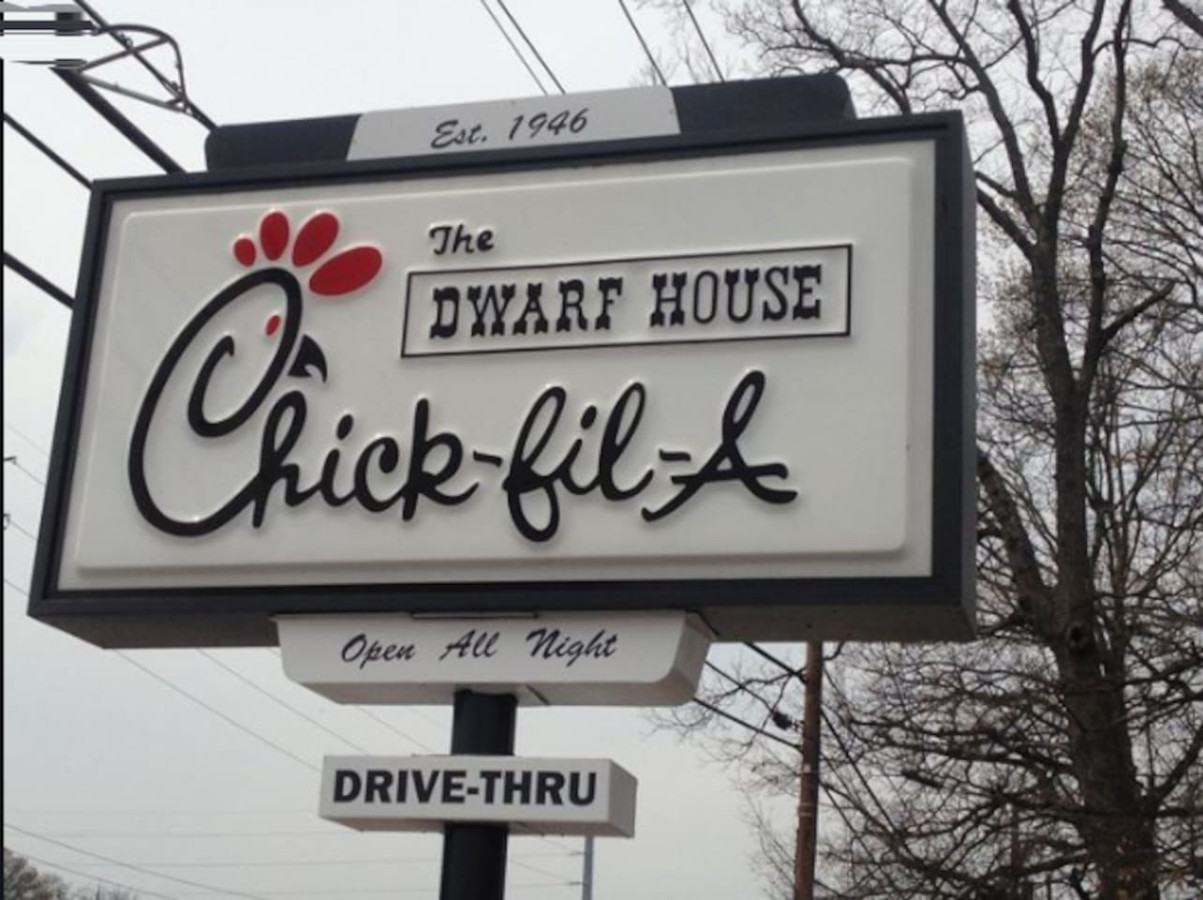 Est. 1946
The
DWARF HOUSE
Chick-fil-A
Open All Night
DRIVE-THRU